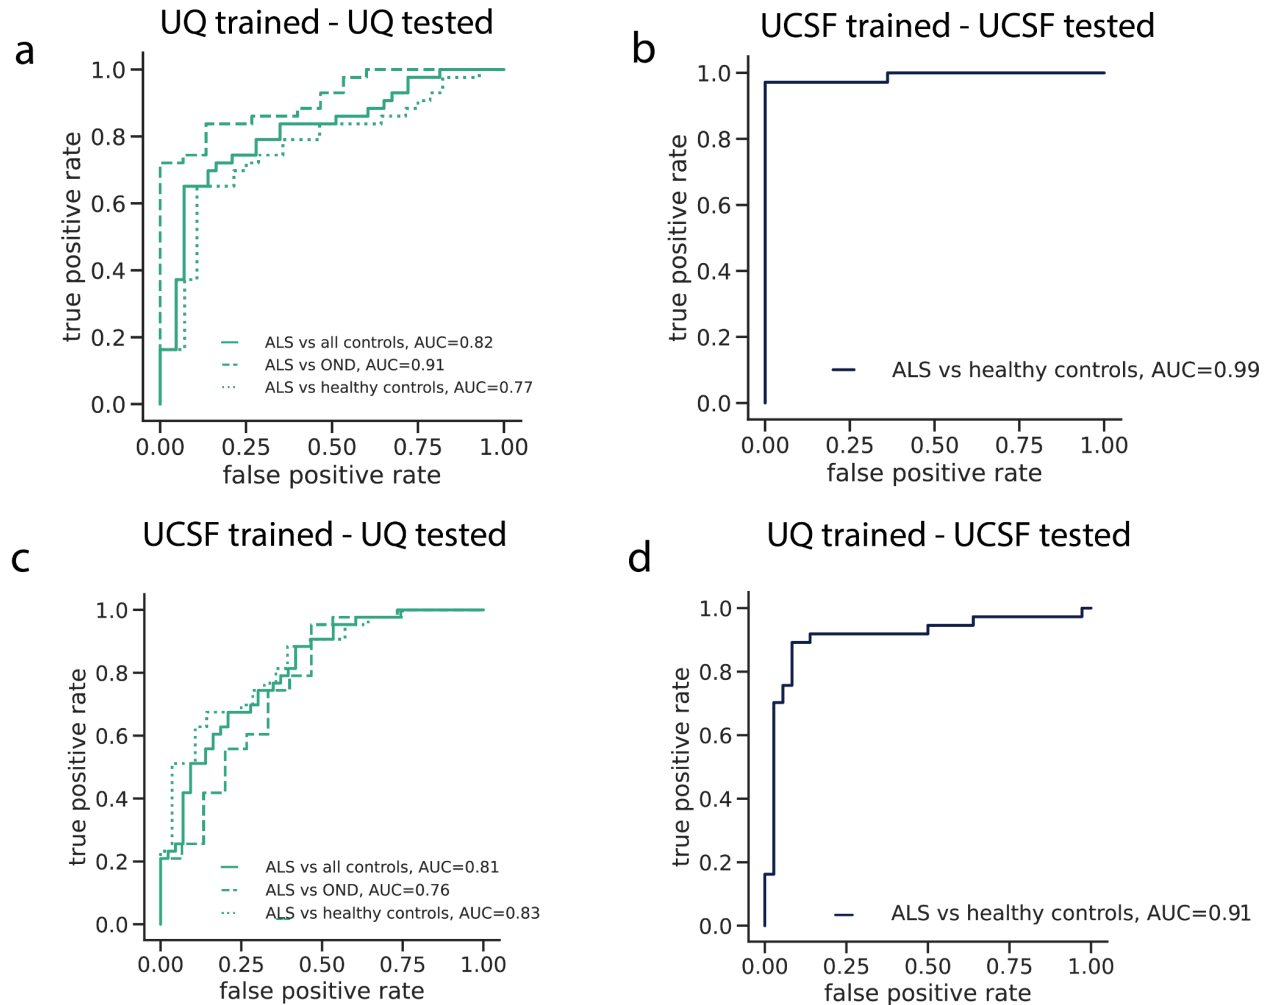 UQ trained - UQ tested
a
1.0
0.8
0.6
0.4
0.2
0.0
true positive rate
ALS vs all controls, AUC=0.82
ALS vs OND, AUC=0.91
ALS vs healthy controls, AUC=0.77
0.00 0.25 0.50 0.75 1.00
false positive rate
UCSF trained - UCSF tested
b
1.0
0.8
0.6
0.4
0.2
0.0
true positive rate
ALS vs healthy controls, AUC=0.99
0.00 0.25 0.50 0.75 1.00
false positive rate
UCSF trained - UQ tested
c
1.0
0.8
0.6
0.4
0.2
0.0
true positive rate
ALS vs all controls, AUC=0.81
ALS vs OND, AUC=0.76
ALS vs healthy controls, AUC=0.83
0.00 0.25 0.50 0.75 1.00
false positive rate
UQ trained - UCSF tested
d
1.0
0.8
0.6
0.4
0.2
0.0
true positive rate
ALS vs healthy controls, AUC=0.91
0.00 0.25 0.50 0.75 1.00
false positive rate